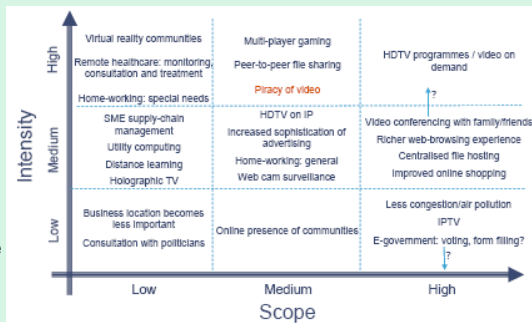 High
Virtual reality communities
Remote healthcare: monitoring,
consultation and treatment
Home-working: special needs
Multi-player gaming
Peer-to-peer file sharing
Piracy of video
HDTV programmes / video on
demand
?
Intensity
Medium
SME supply-chain
management
Utility computing
Distance learning
Holographic TV
HDTV on IP
Increased sophistication of
advertising
Home-working: general
Web cam surveillance
Video conferencing with family/friends
Richer web-browsing experience
Centralised file hosting
Improved online shopping
Low
Business location becomes
less important
Consultation with politicians
Online presence of communities
Less congestion/air pollution
IPTV
E-government: voting, form filling?
?
e
Low
Medium
High
Scope